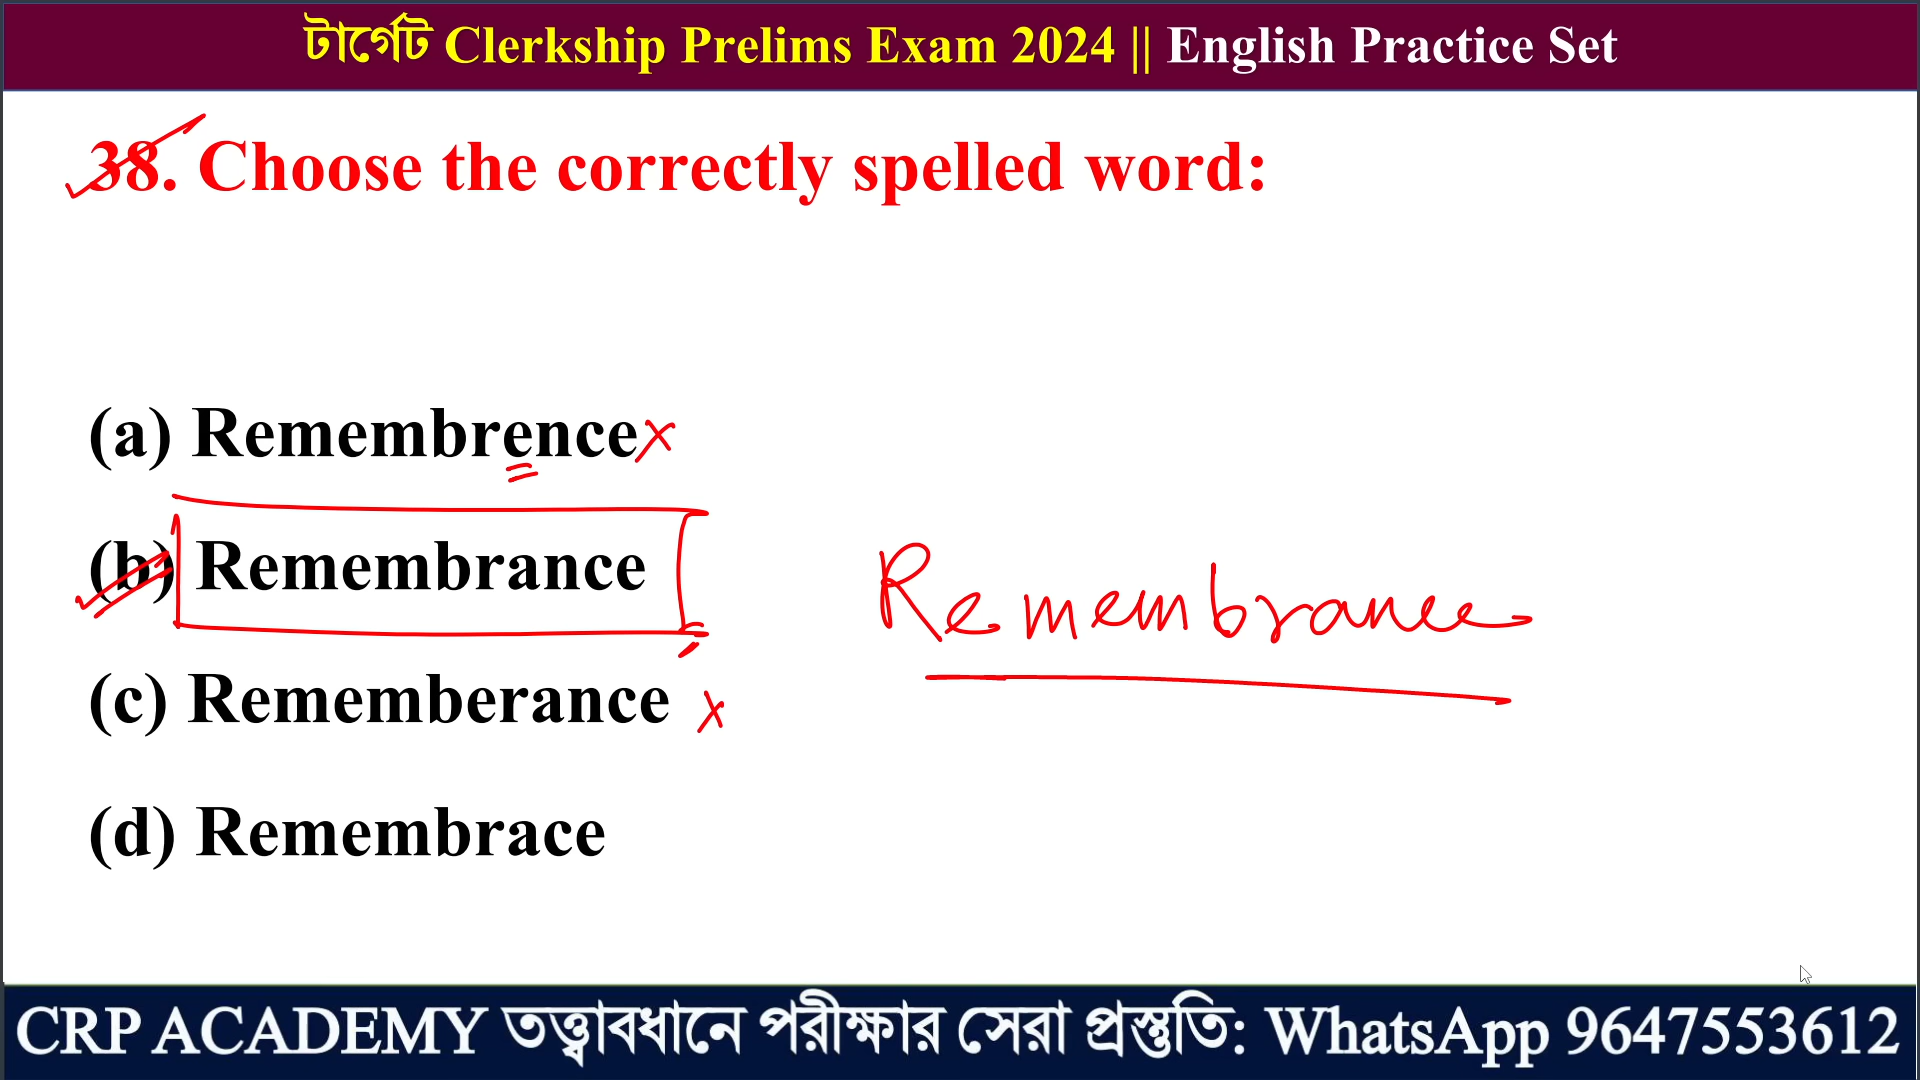 টার্গেট Clerkship Prelims Exam 2024 || English Practice Set
38. Choose the correctly spelled word:
(a) Remembrence x
(b) Remembrance
Remembrance
(c) Rememberance x
(d) Remembrace
CRP ACADEMY তত্ত্বাবধানে পরীক্ষার সেরা প্রস্তুতি: WhatsApp 9647553612